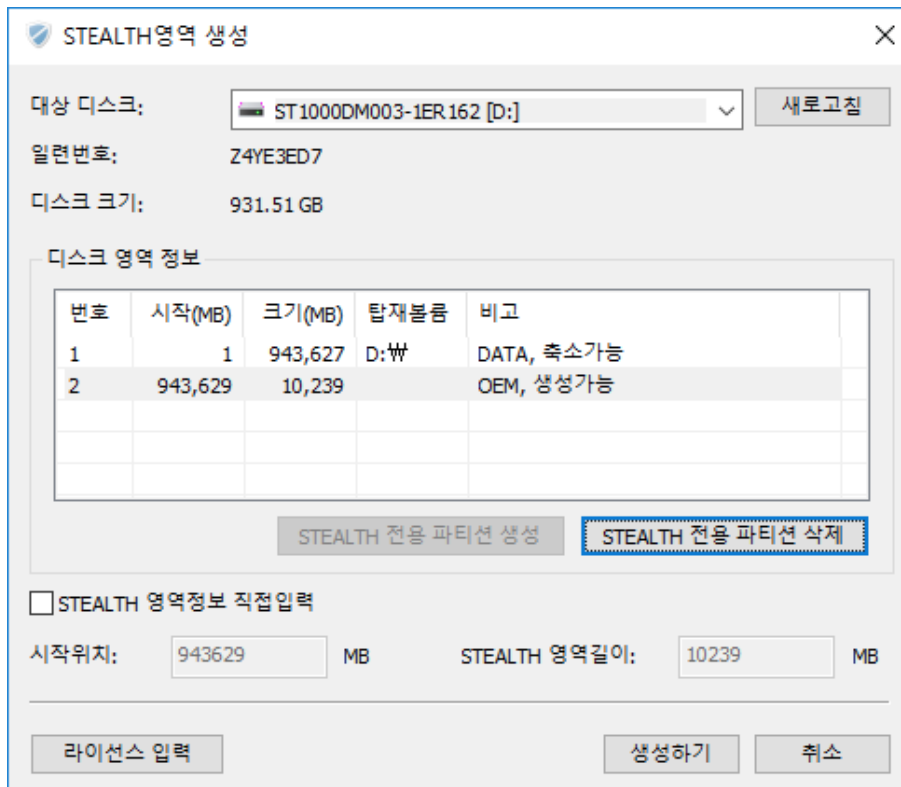 STEALTH영역 생성
대상 디스크: ST1000DM003-1ER162 [D:] 새로고침
일련번호: Z4YE3ED7
디스크 크기: 931.51 GB
디스크 영역 정보
번호 시작(MB) 크기(MB) 탑재볼륨 비고
1 1 943,627 D:₩ DATA, 축소가능
2 943,629 10,239 OEM, 생성가능
STEALTH 전용 파티션 생성 STEALTH 전용 파티션 삭제
STEALTH 영역정보 직접입력
시작위치: 943629 MB STEALTH 영역길이: 10239 MB
라이선스 입력 생성하기 취소